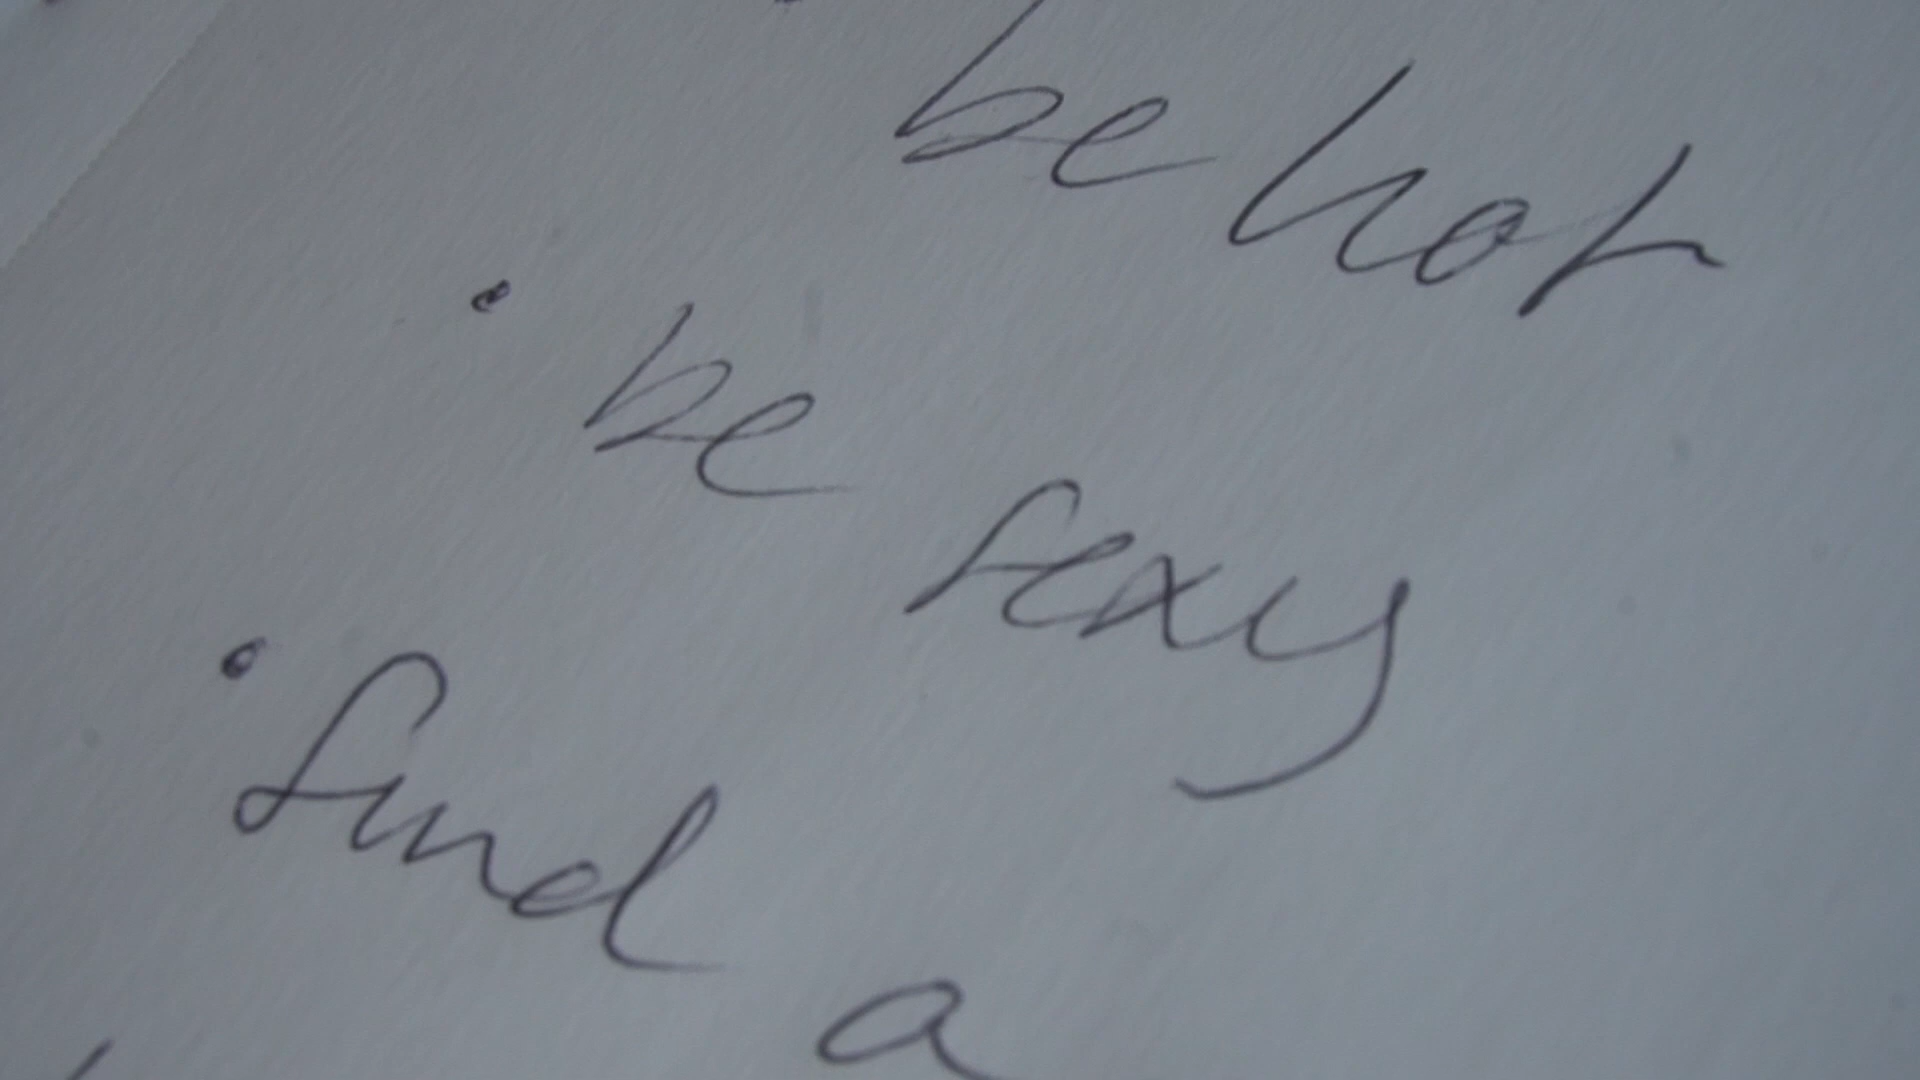 be hot
• be sexy
• find a